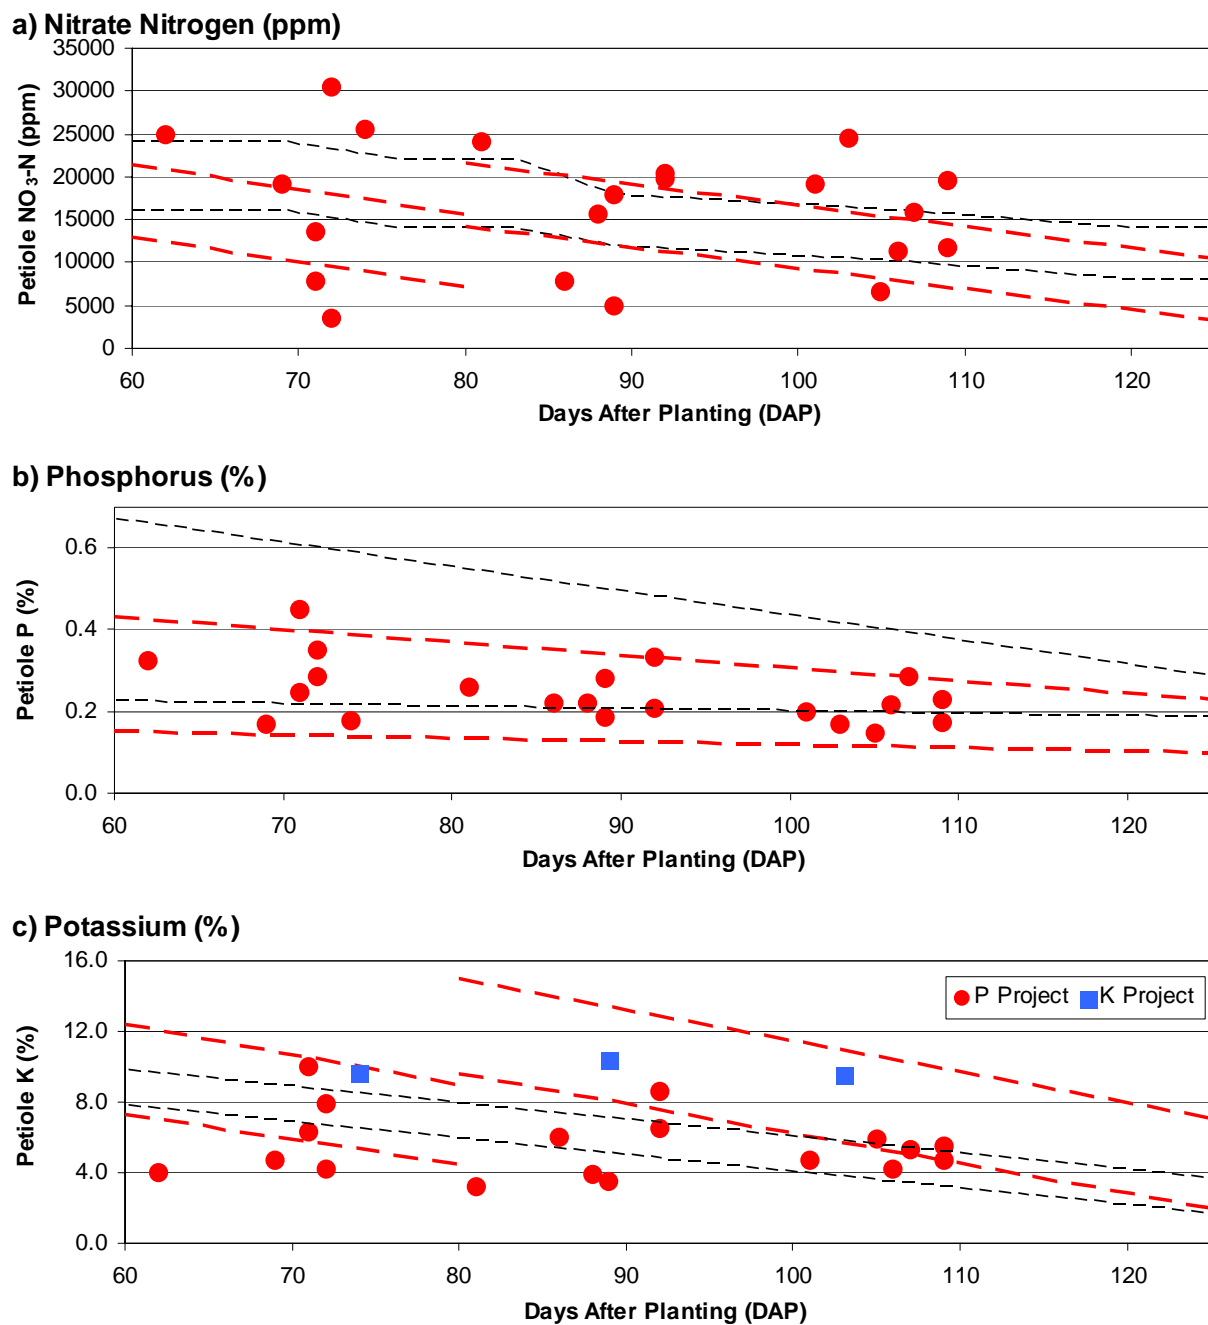 a) Nitrate Nitrogen (ppm)
Petiole NO3-N (ppm)
35000
30000
25000
20000
15000
10000
5000
0
60 70 80 90 100 110 120
Days After Planting (DAP)
b) Phosphorus (%)
Petiole P (%)
0.6
0.4
0.2
0.0
60 70 80 90 100 110 120
Days After Planting (DAP)
c) Potassium (%)
Petiole K (%)
16.0
12.0
8.0
4.0
0.0
P Project K Project
60 70 80 90 100 110 120
Days After Planting (DAP)